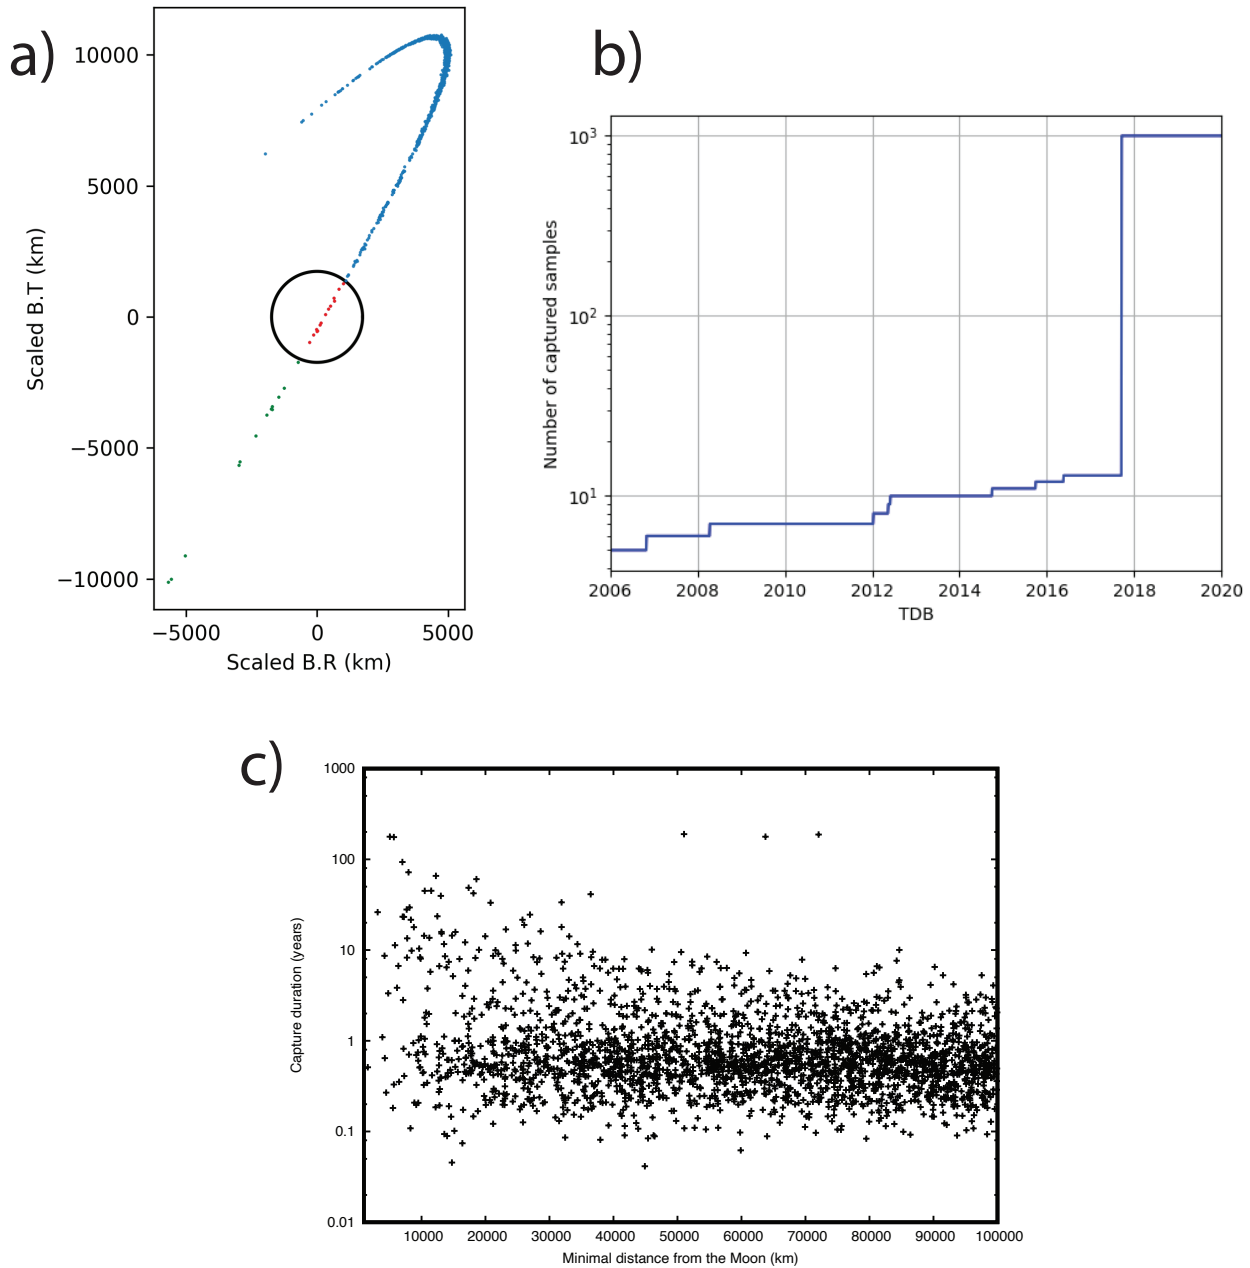 a)
10000
5000
0
−5000
−10000
Scaled B.T (km)
−5000 0 5000
Scaled B.R (km)
b)
10³
10²
10¹
Number of captured samples
2006 2008 2010 2012 2014 2016 2018 2020
TDB
c)
1000
100
10
1
0.1
0.01
Capture duration (years)
10000 20000 30000 40000 50000 60000 70000 80000 90000 100000
Minimal distance from the Moon (km)